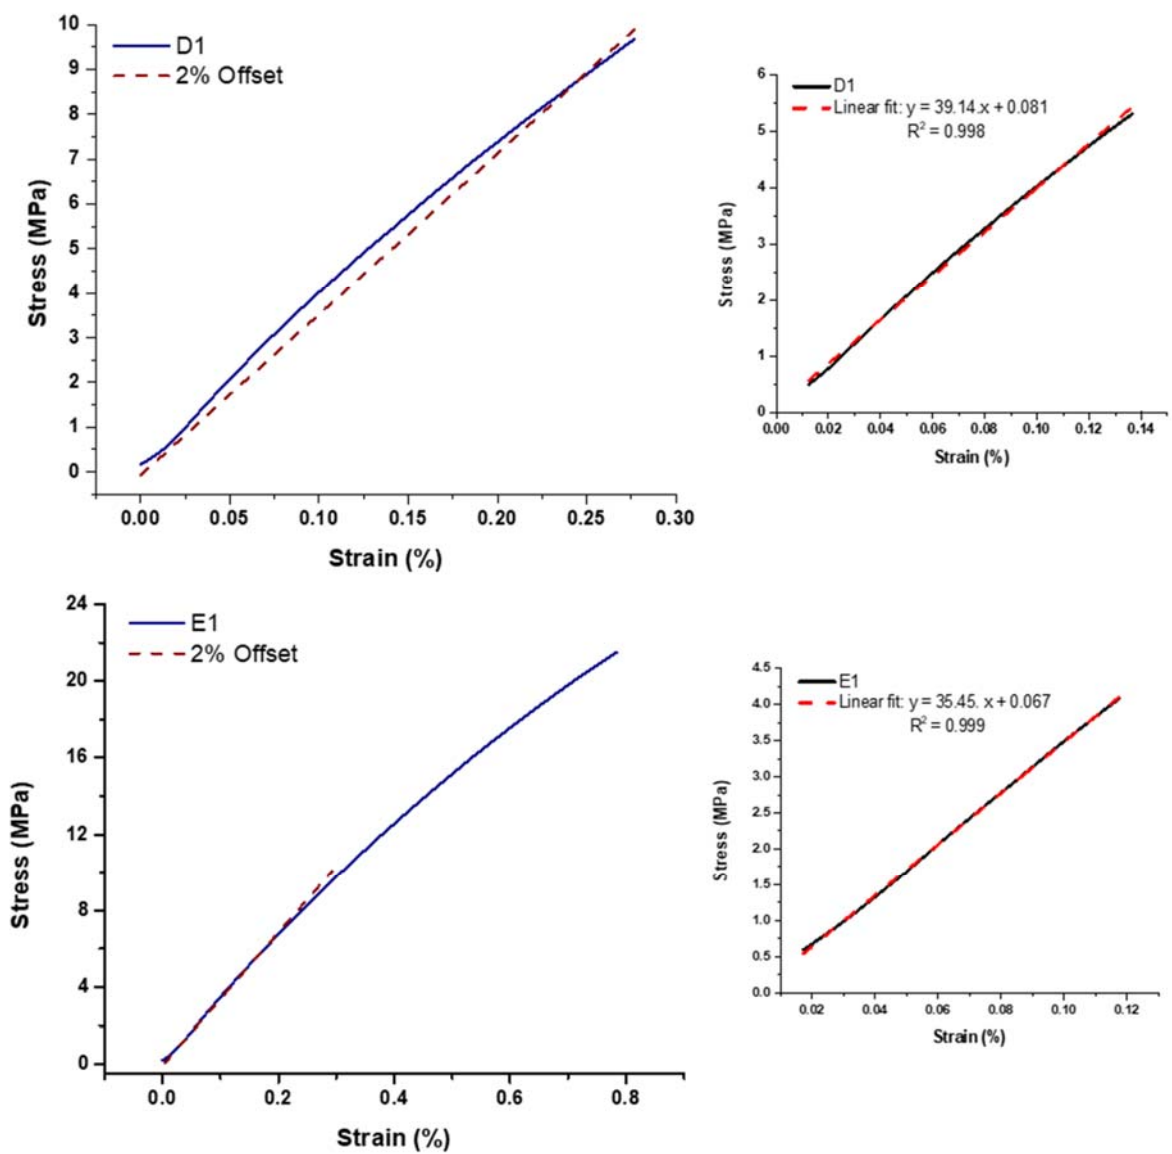 D1
2% Offset
10
9
8
7
6
5
4
3
2
1
0
Stress (MPa)
0.00 0.05 0.10 0.15 0.20 0.25 0.30
Strain (%)
D1
Linear fit: y = 39.14.x + 0.081
R² = 0.998
6
5
4
3
2
1
0
Stress (MPa)
0.00 0.02 0.04 0.06 0.08 0.10 0.12 0.14
Strain (%)
E1
2% Offset
24
20
16
12
8
4
0
Stress (MPa)
0.0 0.2 0.4 0.6 0.8
Strain (%)
E1
Linear fit: y = 35.45. x + 0.067
R² = 0.999
4.5
4.0
3.5
3.0
2.5
2.0
1.5
1.0
0.5
0.0
Stress (MPa)
0.02 0.04 0.06 0.08 0.10 0.12
Strain (%)